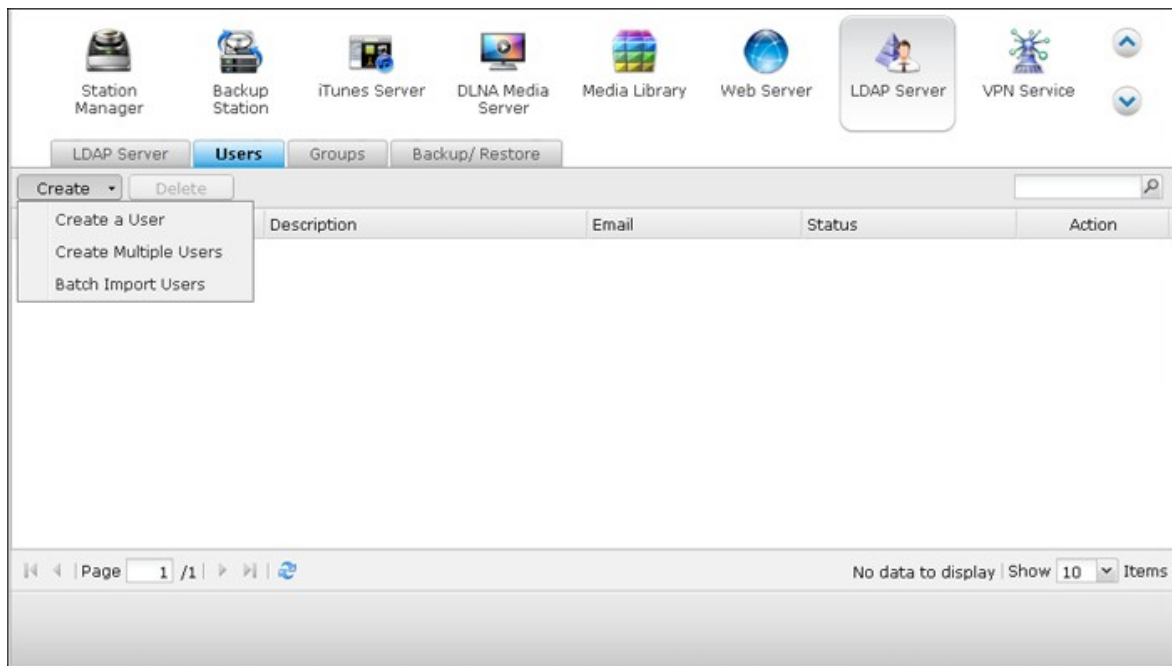 Station Manager
Backup Station
iTunes Server
DLNA Media Server
Media Library
Web Server
LDAP Server
VPN Service
LDAP Server
Users
Groups
Backup/ Restore
Create
Delete
Create a User
Create Multiple Users
Batch Import Users
Description
Email
Status
Action
Page 1 /1
No data to display Show 10 Items